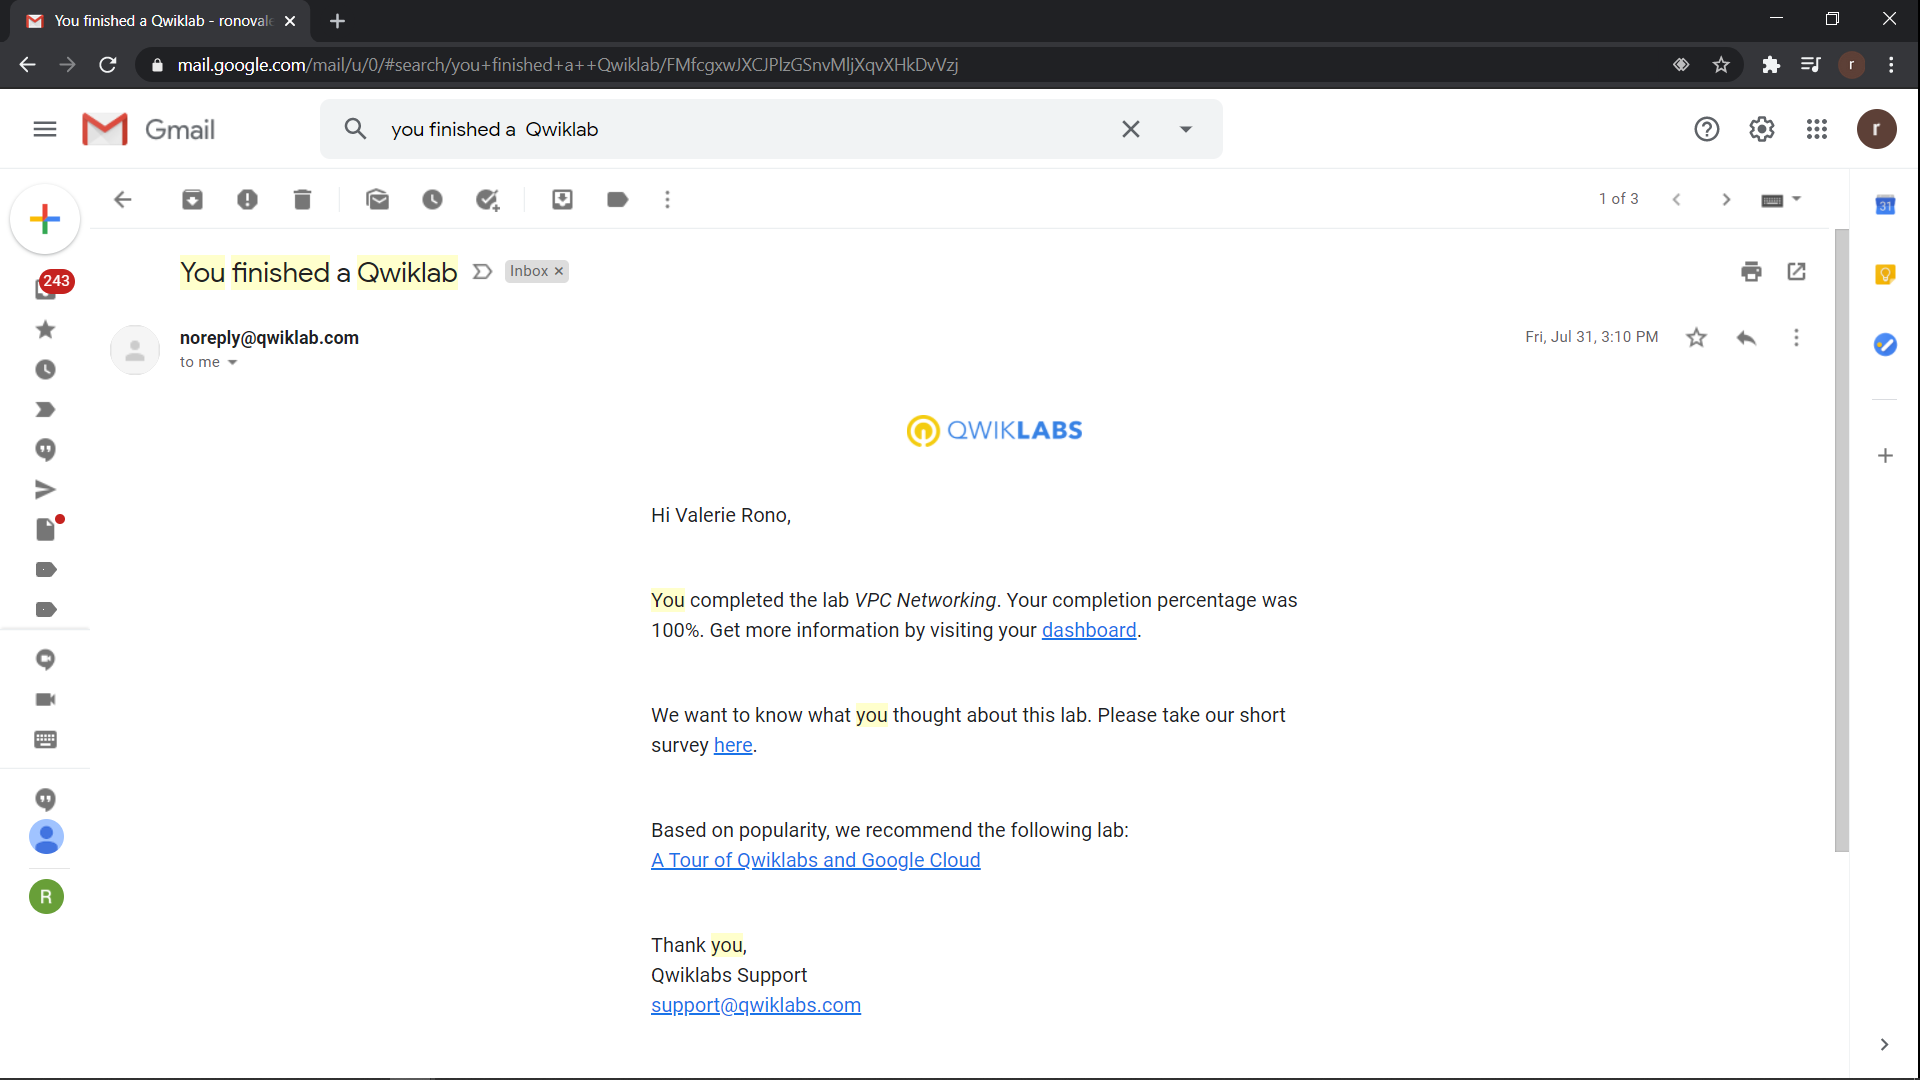 You finished a Qwiklab - ronovale
mail.google.com/mail/u/0/#search/you+finished+a++Qwiklab/FMfcgxwJXCJPlzGSnvMljXqvXHkDvVzj
r
Gmail
you finished a  Qwiklab
r
1 of 3
31
243
You finished a Qwiklab
Inbox ×
noreply@qwiklab.com
Fri, Jul 31, 3:10 PM
to me
QWIKLABS
Hi Valerie Rono,
You completed the lab VPC Networking. Your completion percentage was
100%. Get more information by visiting your dashboard.
We want to know what you thought about this lab. Please take our short
survey here.
Based on popularity, we recommend the following lab:
A Tour of Qwiklabs and Google Cloud
R
Thank you,
Qwiklabs Support
support@qwiklabs.com